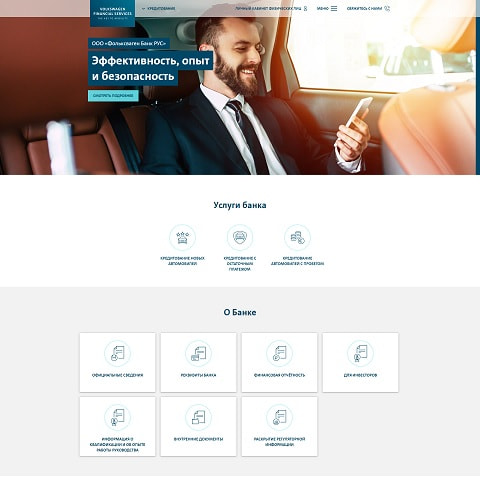 VOLKSWAGEN
FINANCIAL SERVICES
КРЕДИТОВАНИЕ
ЛИЧНЫЙ КАБИНЕТ ФИЗИЧЕСКИХ ЛИЦ
МЕНЮ
СВЯЖИТЕСЬ С НАМИ
ООО «Фольксваген Банк РУС»
Эффективность, опыт
и безопасность
СМОТРЕТЬ ПОДРОБНЕЕ
Услуги банка
КРЕДИТОВАНИЕ НОВЫХ
АВТОМОБИЛЕЙ
КРЕДИТОВАНИЕ С
ОСТАТОЧНЫМ
ПЛАТЕЖОМ
КРЕДИТОВАНИЕ
АВТОМОБИЛЕЙ С ПРОБЕГОМ
О Банке
ОФИЦИАЛЬНЫЕ СВЕДЕНИЯ
РЕКВИЗИТЫ БАНКА
ФИНАНСОВАЯ ОТЧЁТНОСТЬ
ДЛЯ ИНВЕСТОРОВ
ИНФОРМАЦИЯ О
КВАЛИФИКАЦИИ И ОБ ОПЫТЕ
РАБОТЫ РУКОВОДСТВА
ВНУТРЕННИЕ ДОКУМЕНТЫ
РАСКРЫТИЕ РЕГУЛЯТОРНОЙ
ИНФОРМАЦИИ